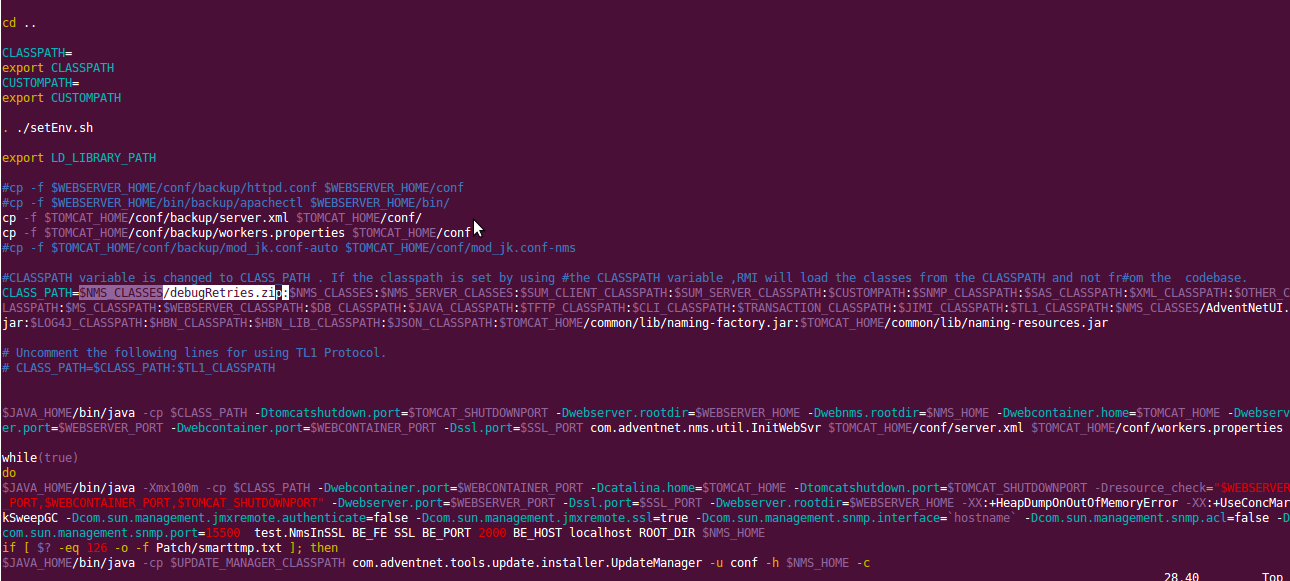 cd ..
CLASSPATH=
export CLASSPATH
CUSTOMPATH=
export CUSTOMPATH
. ./setEnv.sh
export LD_LIBRARY_PATH
#cp -f $WEBSERVER_HOME/conf/backup/httpd.conf $WEBSERVER_HOME/conf
#cp -f $WEBSERVER_HOME/bin/backup/apachectl $WEBSERVER_HOME/bin/
cp -f $TOMCAT_HOME/conf/backup/server.xml $TOMCAT_HOME/conf/
cp -f $TOMCAT_HOME/conf/backup/workers.properties $TOMCAT_HOME/conf
#cp -f $TOMCAT_HOME/conf/backup/mod_jk.conf-auto $TOMCAT_HOME/conf/mod_jk.conf-nms
#CLASSPATH variable is changed to CLASS_PATH . If the classpath is set by using #the CLASSPATH variable ,RMI will load the classes from the CLASSPATH and not fr#om the  codebase.
CLASS_PATH=$NMS_CLASSES/debugRetries.zip:$NMS_CLASSES:$NMS_SERVER_CLASSES:$SUM_CLIENT_CLASSPATH:$SUM_SERVER_CLASSPATH:$CUSTOMPATH:$SNMP_CLASSPATH:$SAS_CLASSPATH:$XML_CLASSPATH:$OTHER_C
LASSPATH:$MS_CLASSPATH:$WEBSERVER_CLASSPATH:$DB_CLASSPATH:$JAVA_CLASSPATH:$TFTP_CLASSPATH:$CLI_CLASSPATH:$TRANSACTION_CLASSPATH:$JIMI_CLASSPATH:$TL1_CLASSPATH:$NMS_CLASSES/AdventNetUI.
jar:$LOG4J_CLASSPATH:$HBN_CLASSPATH:$HBN_LIB_CLASSPATH:$JSON_CLASSPATH:$TOMCAT_HOME/common/lib/naming-factory.jar:$TOMCAT_HOME/common/lib/naming-resources.jar
# Uncomment the following lines for using TL1 Protocol.
# CLASS_PATH=$CLASS_PATH:$TL1_CLASSPATH
$JAVA_HOME/bin/java -cp $CLASS_PATH -Dtomcatshutdown.port=$TOMCAT_SHUTDOWNPORT -Dwebserver.rootdir=$WEBSERVER_HOME -Dwebnms.rootdir=$NMS_HOME -Dwebcontainer.home=$TOMCAT_HOME -Dwebserv
er.port=$WEBSERVER_PORT -Dwebcontainer.port=$WEBCONTAINER_PORT -Dssl.port=$SSL_PORT com.adventnet.nms.util.InitWebSvr $TOMCAT_HOME/conf/server.xml $TOMCAT_HOME/conf/workers.properties
while(true)
do
$JAVA_HOME/bin/java -Xmx100m -cp $CLASS_PATH -Dwebcontainer.port=$WEBCONTAINER_PORT -Dcatalina.home=$TOMCAT_HOME -Dtomcatshutdown.port=$TOMCAT_SHUTDOWNPORT -Dresource_check="$WEBSERVER
_PORT,$WEBCONTAINER_PORT,$TOMCAT_SHUTDOWNPORT" -Dwebserver.port=$WEBSERVER_PORT -Dssl.port=$SSL_PORT -Dwebserver.rootdir=$WEBSERVER_HOME -XX:+HeapDumpOnOutOfMemoryError -XX:+UseConcMar
kSweepGC -Dcom.sun.management.jmxremote.authenticate=false -Dcom.sun.management.jmxremote.ssl=true -Dcom.sun.management.snmp.interface=`hostname` -Dcom.sun.management.snmp.acl=false -D
com.sun.management.snmp.port=15500  test.NmsInSSL BE_FE SSL BE_PORT 2000 BE_HOST localhost ROOT_DIR $NMS_HOME
if [ $? -eq 126 -o -f Patch/smarttmp.txt ]; then
$JAVA_HOME/bin/java -cp $UPDATE_MANAGER_CLASSPATH com.adventnet.tools.update.installer.UpdateManager -u conf -h $NMS_HOME -c
28,40 Top